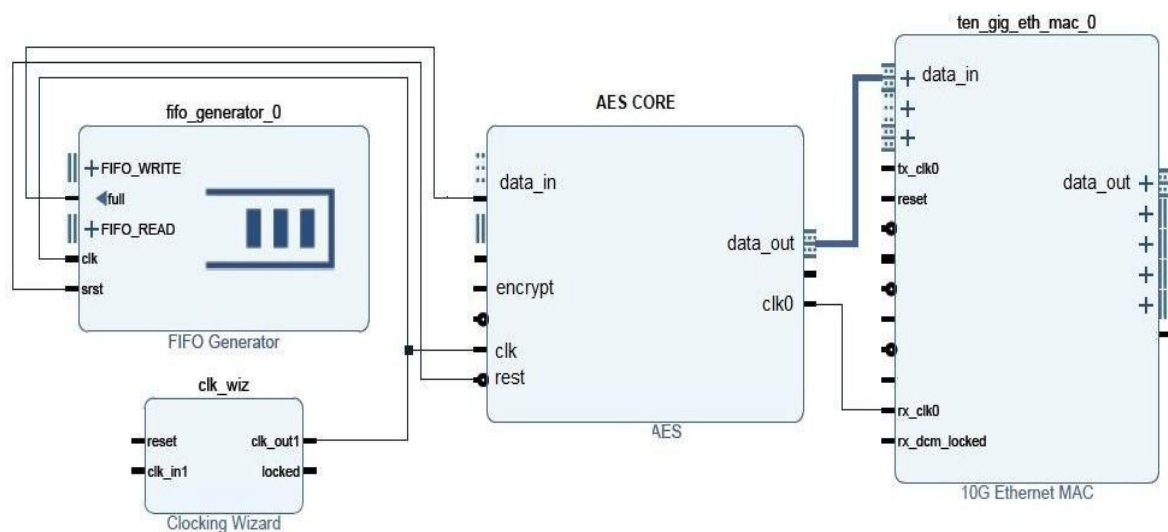 fifo_generator_0
+FIFO_WRITE
full
+FIFO_READ
clk
srst
FIFO Generator
clk_wiz
reset
clk_in1
clk_out1
locked
Clocking Wizard
AES CORE
data_in
encrypt
clk
rest
data_out
clk0
AES
ten_gig_eth_mac_0
+ data_in
+
+
tx_clk0
reset
rx_clk0
rx_dcm_locked
data_out +
+
+
+
+
10G Ethernet MAC